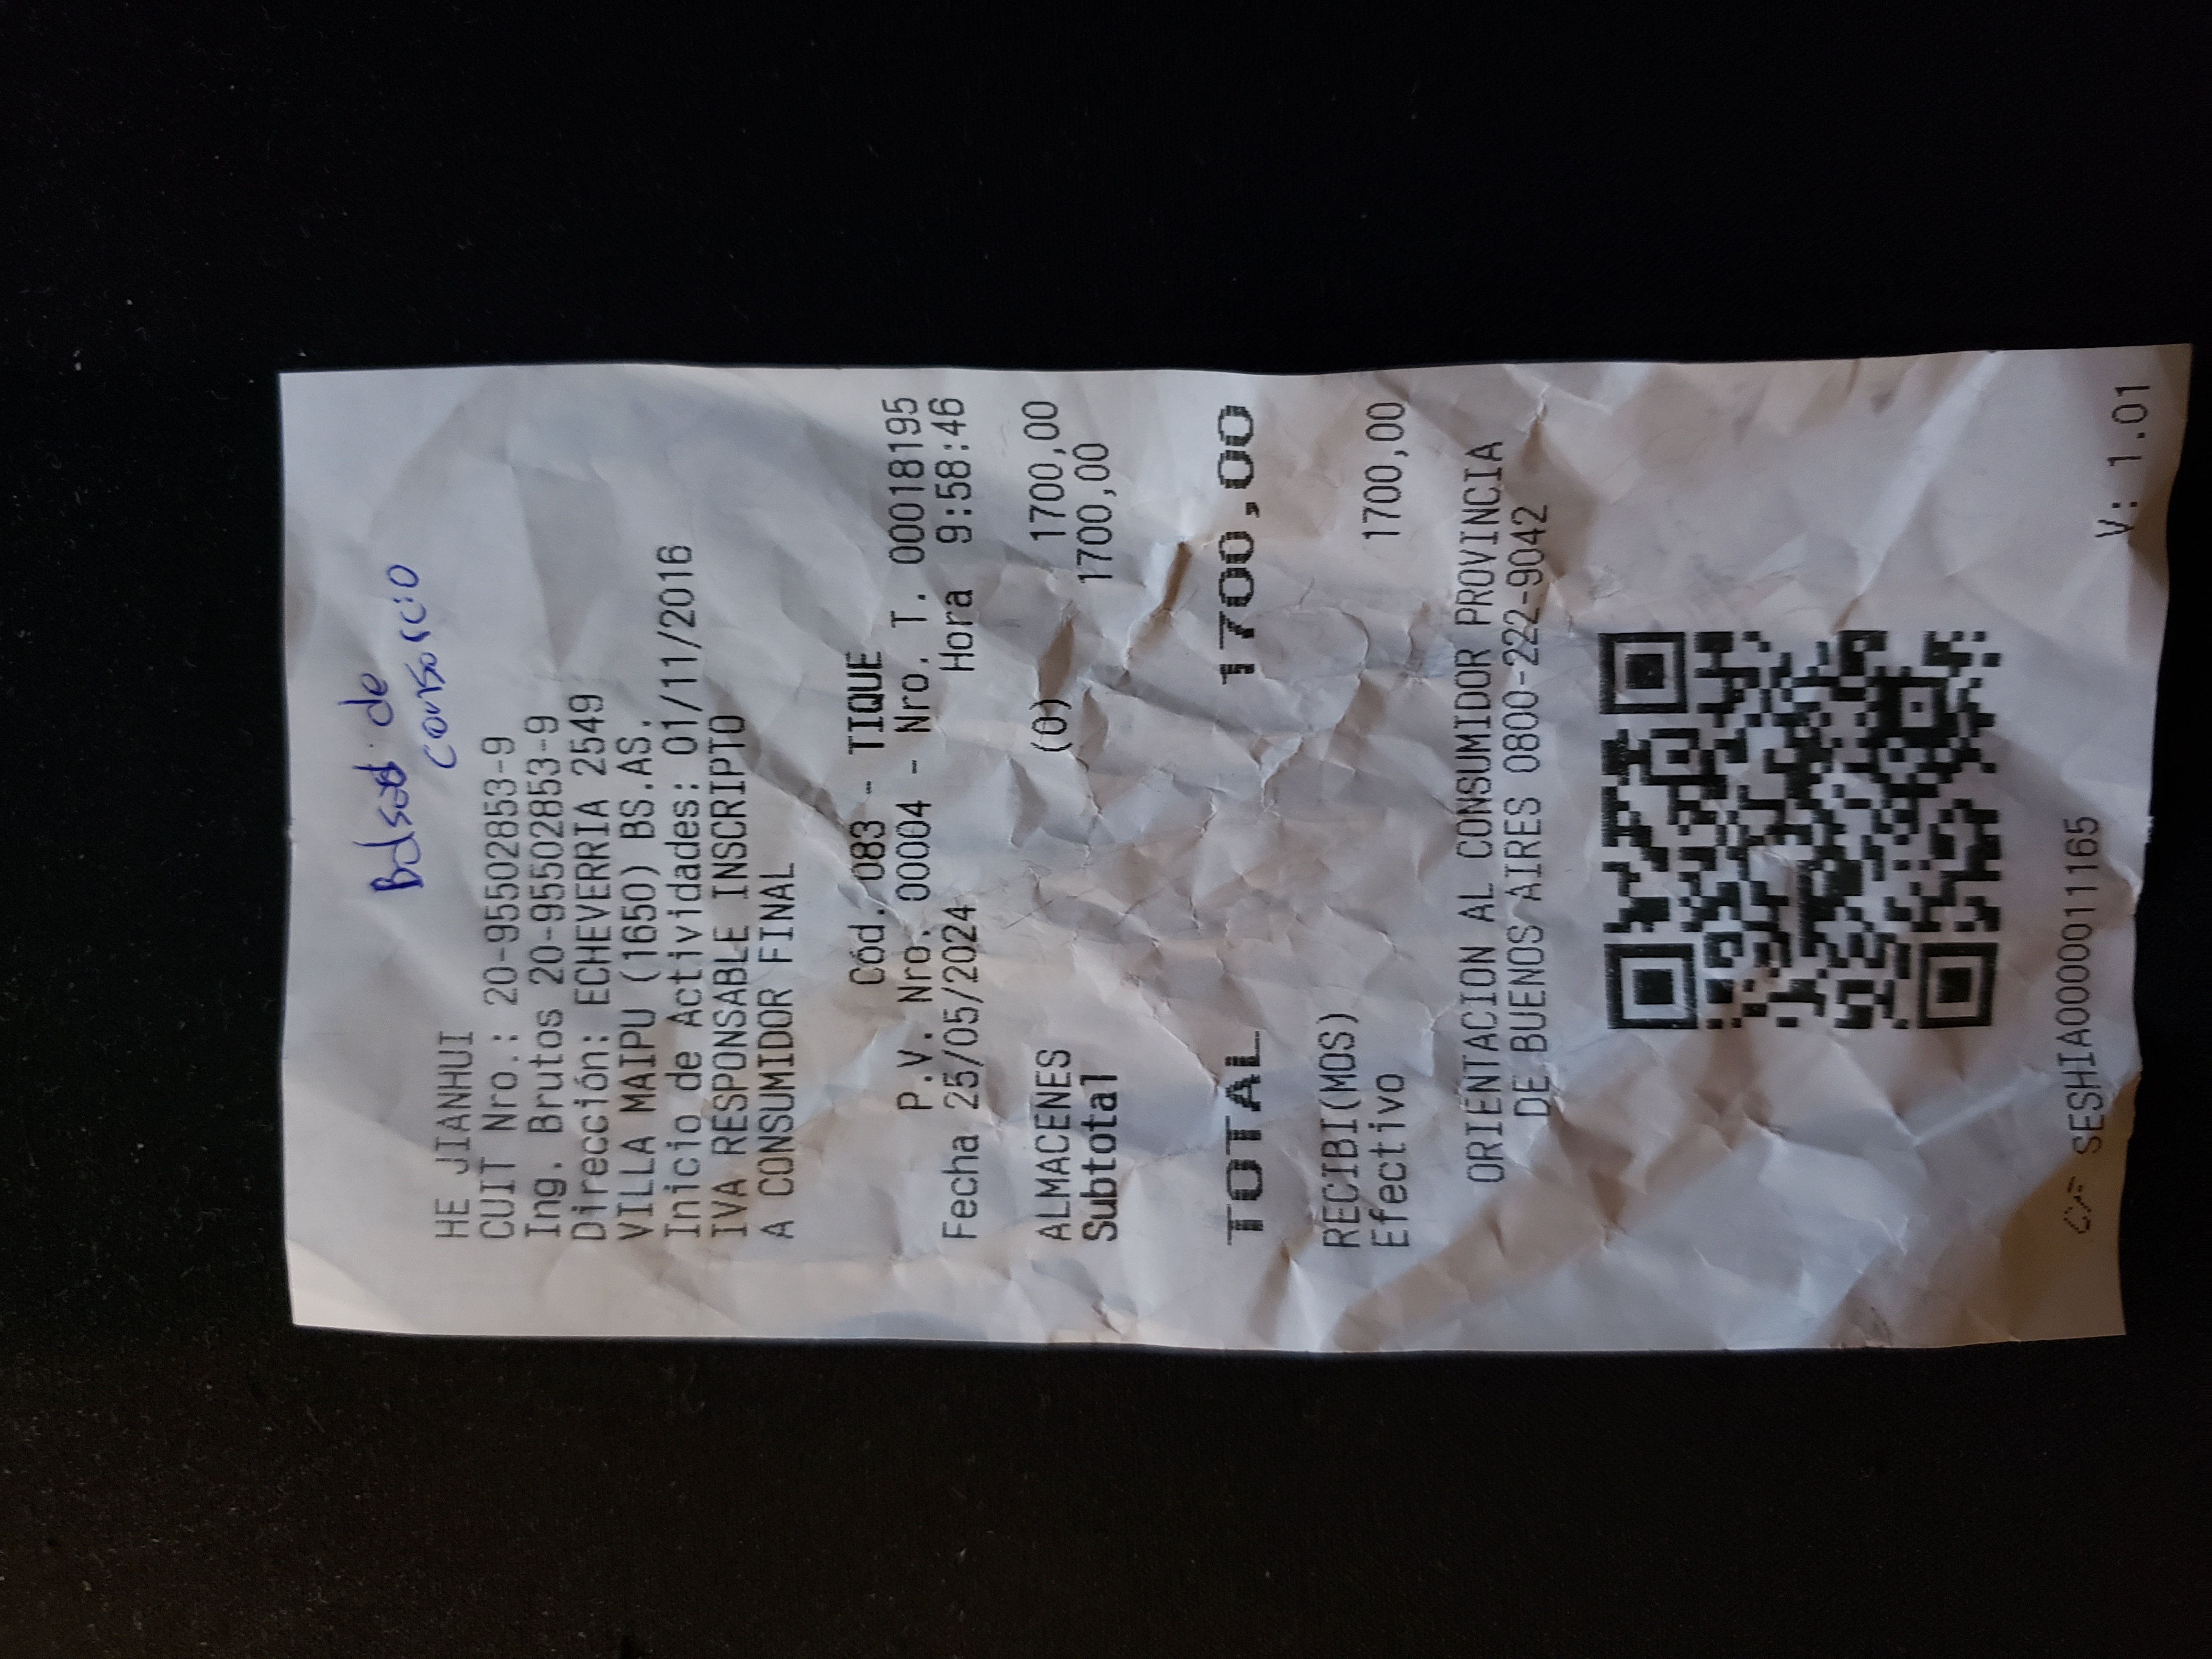 Bolsas de
consorcio
HE JIANHUI
CUIT Nro.: 20-95502853-9
Ing. Brutos 20-95502853-9
Dirección: ECHEVERRIA 2549
VILLA MAIPU (1650) BS.AS.
Inicio de Actividades: 01/11/2016
IVA RESPONSABLE INSCRIPTO
A CONSUMIDOR FINAL
Cód. 083 - TIQUE
P.V. Nro. 00004 - Nro. T. 00018195
Fecha 25/05/2024 Hora 9:58:46
ALMACENES (0) 1700,00
Subtotal 1700,00
TOTAL 1700,00
RECIBI(MOS)
Efectivo 1700,00
ORIENTACION AL CONSUMIDOR PROVINCIA
DE BUENOS AIRES 0800-222-9042
CF SESHIA0000011165
V: 1.01